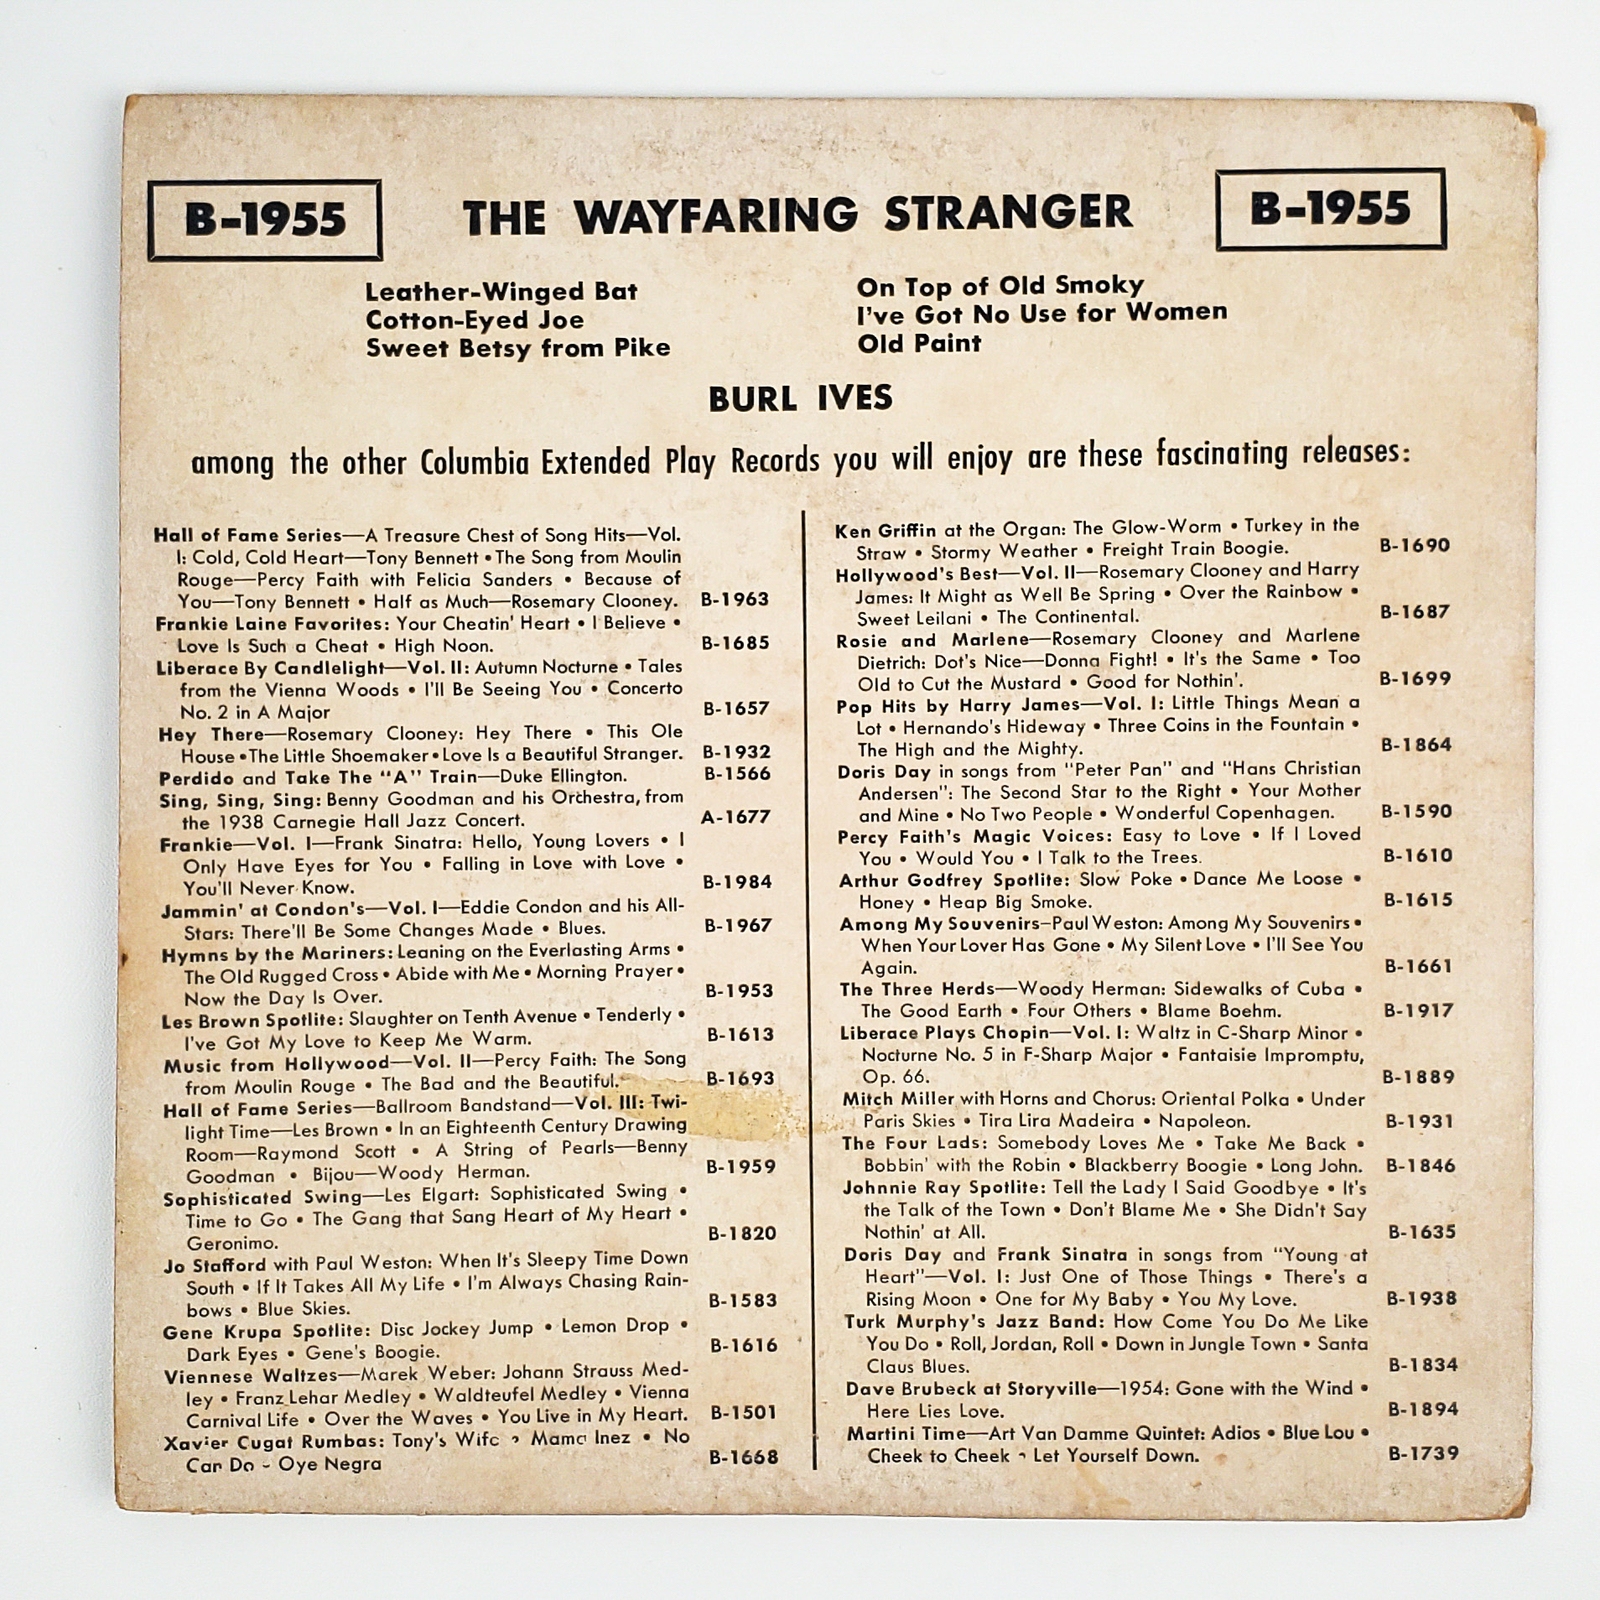 B-1955
THE WAYFARING STRANGER
B-1955
Leather-Winged Bat
Cotton-Eyed Joe
Sweet Betsy from Pike
On Top of Old Smoky
I've Got No Use for Women
Old Paint
BURL IVES
among the other Columbia Extended Play Records you will enjoy are these fascinating releases:
Hall of Fame Series—A Treasure Chest of Song Hits—Vol.
I: Cold, Cold Heart—Tony Bennett • The Song from Moulin
Rouge—Percy Faith with Felicia Sanders • Because of
You—Tony Bennett • Half as Much—Rosemary Clooney. B-1963
Frankie Laine Favorites: Your Cheatin' Heart • I Believe •
Love Is Such a Cheat • High Noon. B-1685
Liberace By Candlelight—Vol. II: Autumn Nocturne • Tales
from the Vienna Woods • I'll Be Seeing You • Concerto
No. 2 in A Major B-1657
Hey There—Rosemary Clooney: Hey There • This Ole
House • The Little Shoemaker • Love Is a Beautiful Stranger. B-1932
Perdido and Take The "A" Train—Duke Ellington. B-1566
Sing, Sing, Sing: Benny Goodman and his Orchestra, from
the 1938 Carnegie Hall Jazz Concert. A-1677
Frankie—Vol. I—Frank Sinatra: Hello, Young Lovers • I
Only Have Eyes for You • Falling in Love with Love •
You'll Never Know. B-1984
Jammin' at Condon's—Vol. I—Eddie Condon and his All-
Stars: There'll Be Some Changes Made • Blues. B-1967
Hymns by the Mariners: Leaning on the Everlasting Arms •
The Old Rugged Cross • Abide with Me • Morning Prayer •
Now the Day Is Over. B-1953
Les Brown Spotlite: Slaughter on Tenth Avenue • Tenderly •
I've Got My Love to Keep Me Warm. B-1613
Music from Hollywood—Vol. II—Percy Faith: The Song
from Moulin Rouge • The Bad and the Beautiful. B-1693
Hall of Fame Series—Ballroom Bandstand—Vol. III: Twi-
light Time—Les Brown • In an Eighteenth Century Drawing
Room—Raymond Scott • A String of Pearls—Benny
Goodman • Bijou—Woody Herman. B-1959
Sophisticated Swing—Les Elgart: Sophisticated Swing •
Time to Go • The Gang that Sang Heart of My Heart •
Geronimo. B-1820
Jo Stafford with Paul Weston: When It's Sleepy Time Down
South • If It Takes All My Life • I'm Always Chasing Rain-
bows • Blue Skies. B-1583
Gene Krupa Spotlite: Disc Jockey Jump • Lemon Drop •
Dark Eyes • Gene's Boogie. B-1616
Viennese Waltzes—Marek Weber: Johann Strauss Med-
ley • Franz Lehar Medley • Waldteufel Medley • Vienna
Carnival Life • Over the Waves • You Live in My Heart. B-1501
Xavier Cugat Rumbas: Tony's Wife • Mama Inez • No
Can Do - Oye Negra B-1668
Ken Griffin at the Organ: The Glow-Worm • Turkey in the
Straw • Stormy Weather • Freight Train Boogie. B-1690
Hollywood's Best—Vol. II—Rosemary Clooney and Harry
James: It Might as Well Be Spring • Over the Rainbow •
Sweet Leilani • The Continental. B-1687
Rosie and Marlene—Rosemary Clooney and Marlene
Dietrich: Dot's Nice—Donna Fight! • It's the Same • Too
Old to Cut the Mustard • Good for Nothin'. B-1699
Pop Hits by Harry James—Vol. I: Little Things Mean a
Lot • Hernando's Hideway • Three Coins in the Fountain •
The High and the Mighty. B-1864
Doris Day in songs from "Peter Pan" and "Hans Christian
Andersen": The Second Star to the Right • Your Mother
and Mine • No Two People • Wonderful Copenhagen. B-1590
Percy Faith's Magic Voices: Easy to Love • If I Loved
You • Would You • I Talk to the Trees. B-1610
Arthur Godfrey Spotlite: Slow Poke • Dance Me Loose •
Honey • Heap Big Smoke. B-1615
Among My Souvenirs—Paul Weston: Among My Souvenirs •
When Your Lover Has Gone • My Silent Love • I'll See You
Again. B-1661
The Three Herds—Woody Herman: Sidewalks of Cuba •
The Good Earth • Four Others • Blame Boehm. B-1917
Liberace Plays Chopin—Vol. I: Waltz in C-Sharp Minor •
Nocturne No. 5 in F-Sharp Major • Fantaisie Impromptu,
Op. 66. B-1889
Mitch Miller with Horns and Chorus: Oriental Polka • Under
Paris Skies • Tira Lira Madeira • Napoleon. B-1931
The Four Lads: Somebody Loves Me • Take Me Back •
Bobbin' with the Robin • Blackberry Boogie • Long John. B-1846
Johnnie Ray Spotlite: Tell the Lady I Said Goodbye • It's
the Talk of the Town • Don't Blame Me • She Didn't Say
Nothin' at All. B-1635
Doris Day and Frank Sinatra in songs from "Young at
Heart"—Vol. I: Just One of Those Things • There's a
Rising Moon • One for My Baby • You My Love. B-1938
Turk Murphy's Jazz Band: How Come You Do Me Like
You Do • Roll, Jordan, Roll • Down in Jungle Town • Santa
Claus Blues. B-1834
Dave Brubeck at Storyville—1954: Gone with the Wind •
Here Lies Love. B-1894
Martini Time—Art Van Damme Quintet: Adios • Blue Lou •
Cheek to Cheek • Let Yourself Down. B-1739